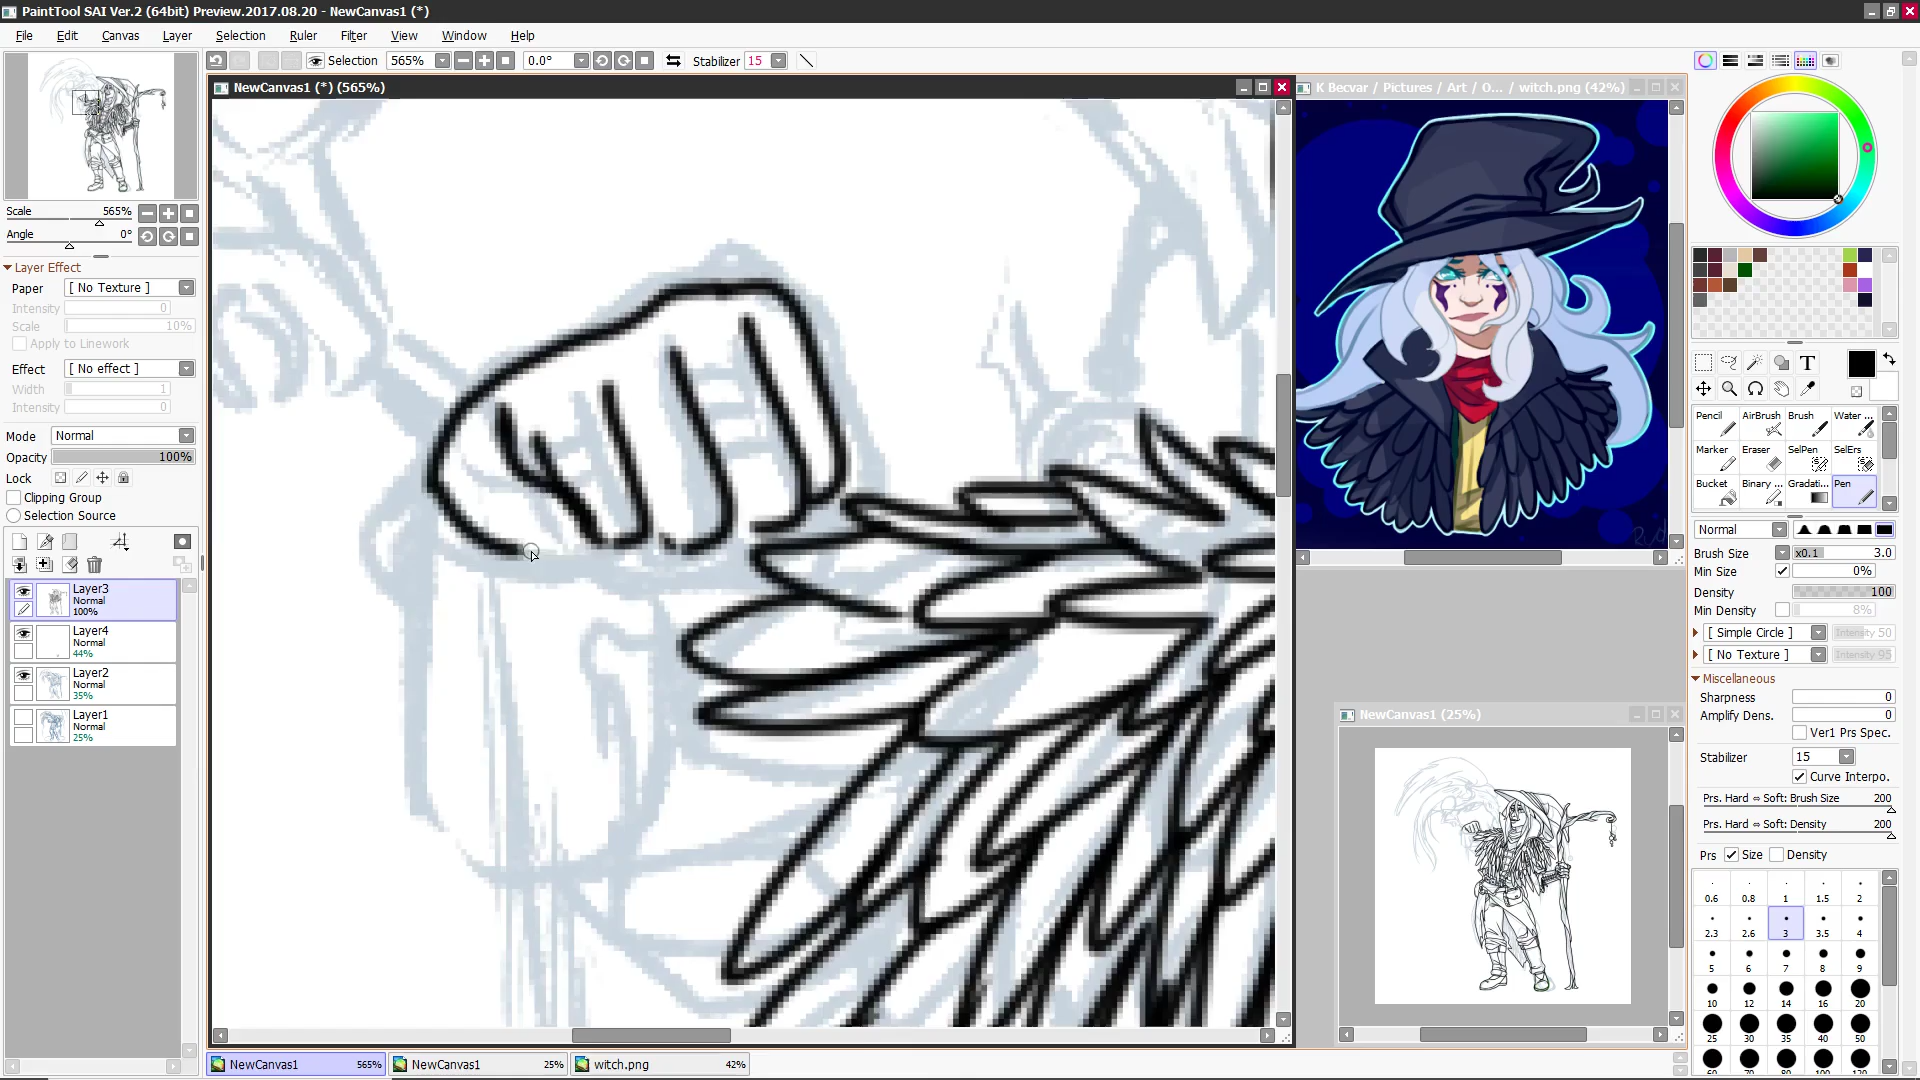 PaintTool SAI Ver.2 (64bit) Preview.2017.08.20 - NewCanvas1 (*)
File Edit Canvas Layer Selection Ruler Filter View Window Help
Selection 565% 0.0° Stabilizer 15
NewCanvas1 (*) (565%)
K Becvar / Pictures / Art / O... / witch.png (42%)
Scale 565%
Angle 0°
Layer Effect
Paper [ No Texture ]
Intensity 0
Scale 10%
Apply to Linework
Effect [ No effect ]
Width 1
Intensity 0
Mode Normal
Opacity 100%
Lock
Clipping Group
Selection Source
Layer3
Normal
100%
Layer4
Normal
44%
Layer2
Normal
35%
Layer1
Normal
25%
NewCanvas1 (25%)
NewCanvas1 565% NewCanvas1 25% witch.png 42%
T
Pencil AirBrush Brush Water ...
Marker Eraser SelPen SelErs
Bucket Binary ... Gradati... Pen
Normal
Brush Size x0.1 3.0
Min Size 0%
Density 100
Min Density 8%
[ Simple Circle ] Intensity 50
[ No Texture ] Intensity 95
Miscellaneous
Sharpness 0
Amplify Dens. 0
Ver1 Prs Spec.
Stabilizer 15
Curve Interpo.
Prs. Hard ⇔ Soft: Brush Size 200
Prs. Hard ⇔ Soft: Density 200
Prs Size Density
0.6 0.8 1 1.5 2
2.3 2.6 3 3.5 4
5 6 7 8 9
10 12 14 16 20
25 30 35 40 50
60 70 80 100 120